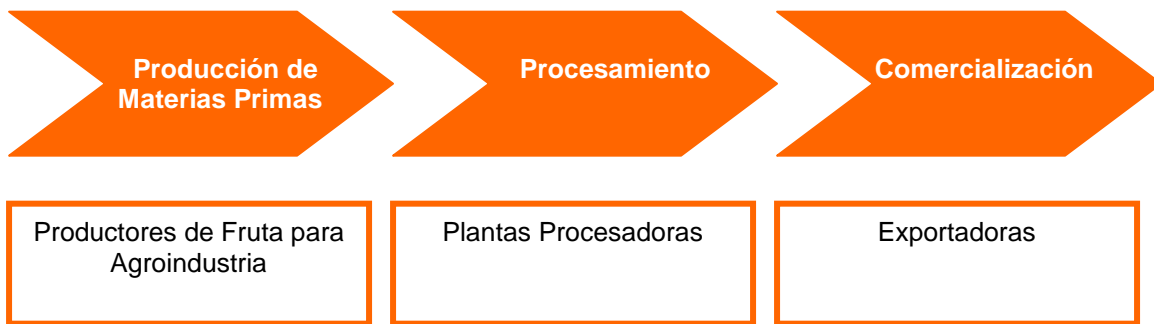 Producción de
Materias Primas
Procesamiento
Comercialización
Productores de Fruta para
Agroindustria
Plantas Procesadoras
Exportadoras